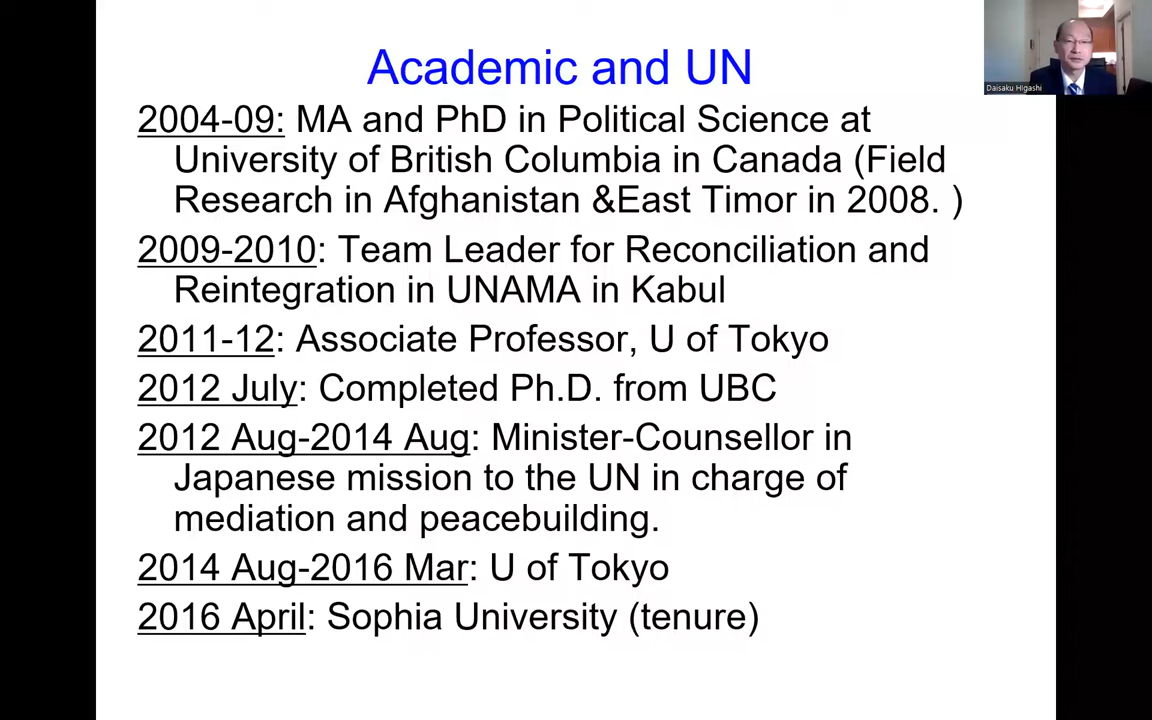 Academic and UN
Daisaku Higashi
2004-09: MA and PhD in Political Science at
University of British Columbia in Canada (Field
Research in Afghanistan &East Timor in 2008. )
2009-2010: Team Leader for Reconciliation and
Reintegration in UNAMA in Kabul
2011-12: Associate Professor, U of Tokyo
2012 July: Completed Ph.D. from UBC
2012 Aug-2014 Aug: Minister-Counsellor in
Japanese mission to the UN in charge of
mediation and peacebuilding.
2014 Aug-2016 Mar: U of Tokyo
2016 April: Sophia University (tenure)